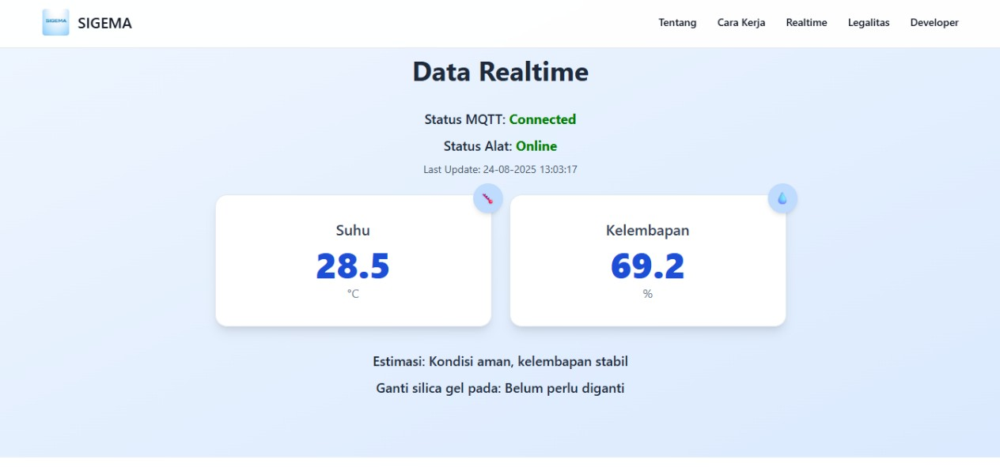 SIGEMA
SIGEMA
Tentang Cara Kerja Realtime Legalitas Developer
Data Realtime
Status MQTT: Connected
Status Alat: Online
Last Update: 24-08-2025 13:03:17
Suhu
28.5
°C
Kelembapan
69.2
%
Estimasi: Kondisi aman, kelembapan stabil
Ganti silica gel pada: Belum perlu diganti